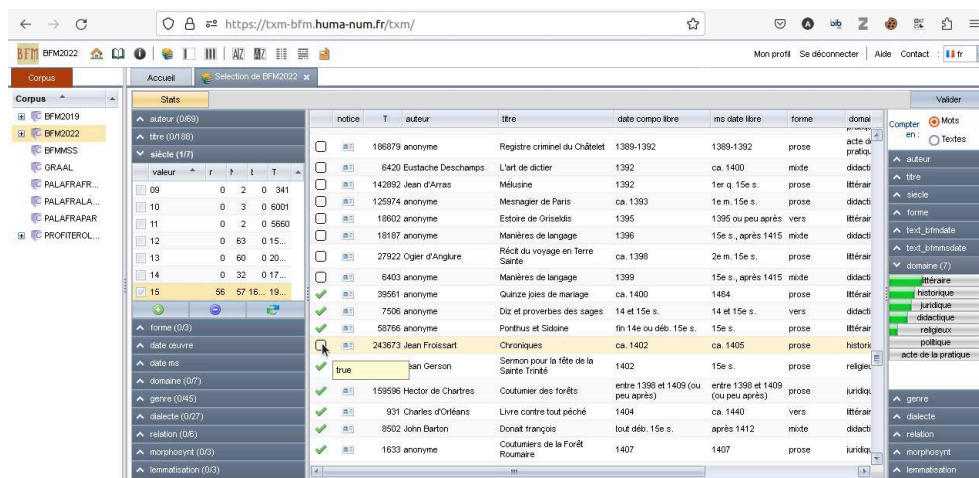 https://txm-bfm.huma-num.fr/txm/
BFM BFM2022 Mon profil Se déconnecter Aide Contact : fr
Corpus Accueil Selection de BFM2022 x
Corpus Stats Valider
BFM2019
BFM2022
BFMMSS
GRAAL
PALAFRAFR...
PALAFRALA...
PALAFRAPAR
PROFITEROL...
auteur (0/69)
titre (0/188)
siècle (1/7)
valeur r T
09 0 2 0 341
10 0 3 0 6001
11 0 2 0 5660
12 0 63 0 15...
13 0 60 0 20...
14 0 32 0 17...
15 56 57 16... 19...
forme (0/3)
date œuvre
date ms
domaine (0/7)
genre (0/45)
dialecte (0/27)
relation (0/6)
morphosynt (0/3)
lemmatisation (0/3)
notice T auteur titre date compo libre ms date libre forme domai
186879 anonyme Registre criminel du Châtelet 1389-1392 1389-1392 prose acte d pratiqu
6420 Eustache Deschamps L'art de dictier 1392 ca. 1400 mixte didacti
142892 Jean d'Arras Mélusine 1392 1er q. 15e s. prose littérair
125974 anonyme Mesnagier de Paris ca. 1393 1e m. 15e s. prose didacti
18602 anonyme Estoire de Griseldis 1395 1395 ou peu après vers littérair
18187 anonyme Manières de langage 1396 15e s., après 1415 mixte didacti
27922 Ogier d'Anglure Récit du voyage en Terre Sainte ca. 1398 2e m. 15e s. prose littérair
6403 anonyme Manières de langage 1399 15e s., après 1415 mixte didacti
39561 anonyme Quinze joies de mariage ca. 1400 1464 prose littérair
7506 anonyme Diz et proverbes des sages 14 et 15e s. 14 et 15e s. vers didacti
58766 anonyme Ponthus et Sidoine fin 14e ou déb. 15e s. 15e s. prose littérair
243673 Jean Froissart Chroniques ca. 1402 ca. 1405 prose histori
true ean Gerson Sermon pour la fête de la Sainte Trinité 1402 15e s. prose religieu
159596 Hector de Chartres Coutumier des forêts entre 1398 et 1409 (ou peu après) entre 1398 et 1409 (ou peu après) prose juridiqu
931 Charles d'Orléans Livre contre tout péché 1404 ca. 1440 vers littérair
8502 John Barton Donait françois tout déb. 15e s. après 1412 mixte didacti
1633 anonyme Coutumiers de la Forêt Roumaire 1407 1407 prose juridiqu
Compter en : Mots
Textes
auteur
titre
siecle
forme
text_bfmdate
text_bfmmsdate
domaine (7)
littéraire
historique
juridique
didactique
religieux
politique
acte de la pratique
genre
dialecte
relation
morphosynt
lemmatisation